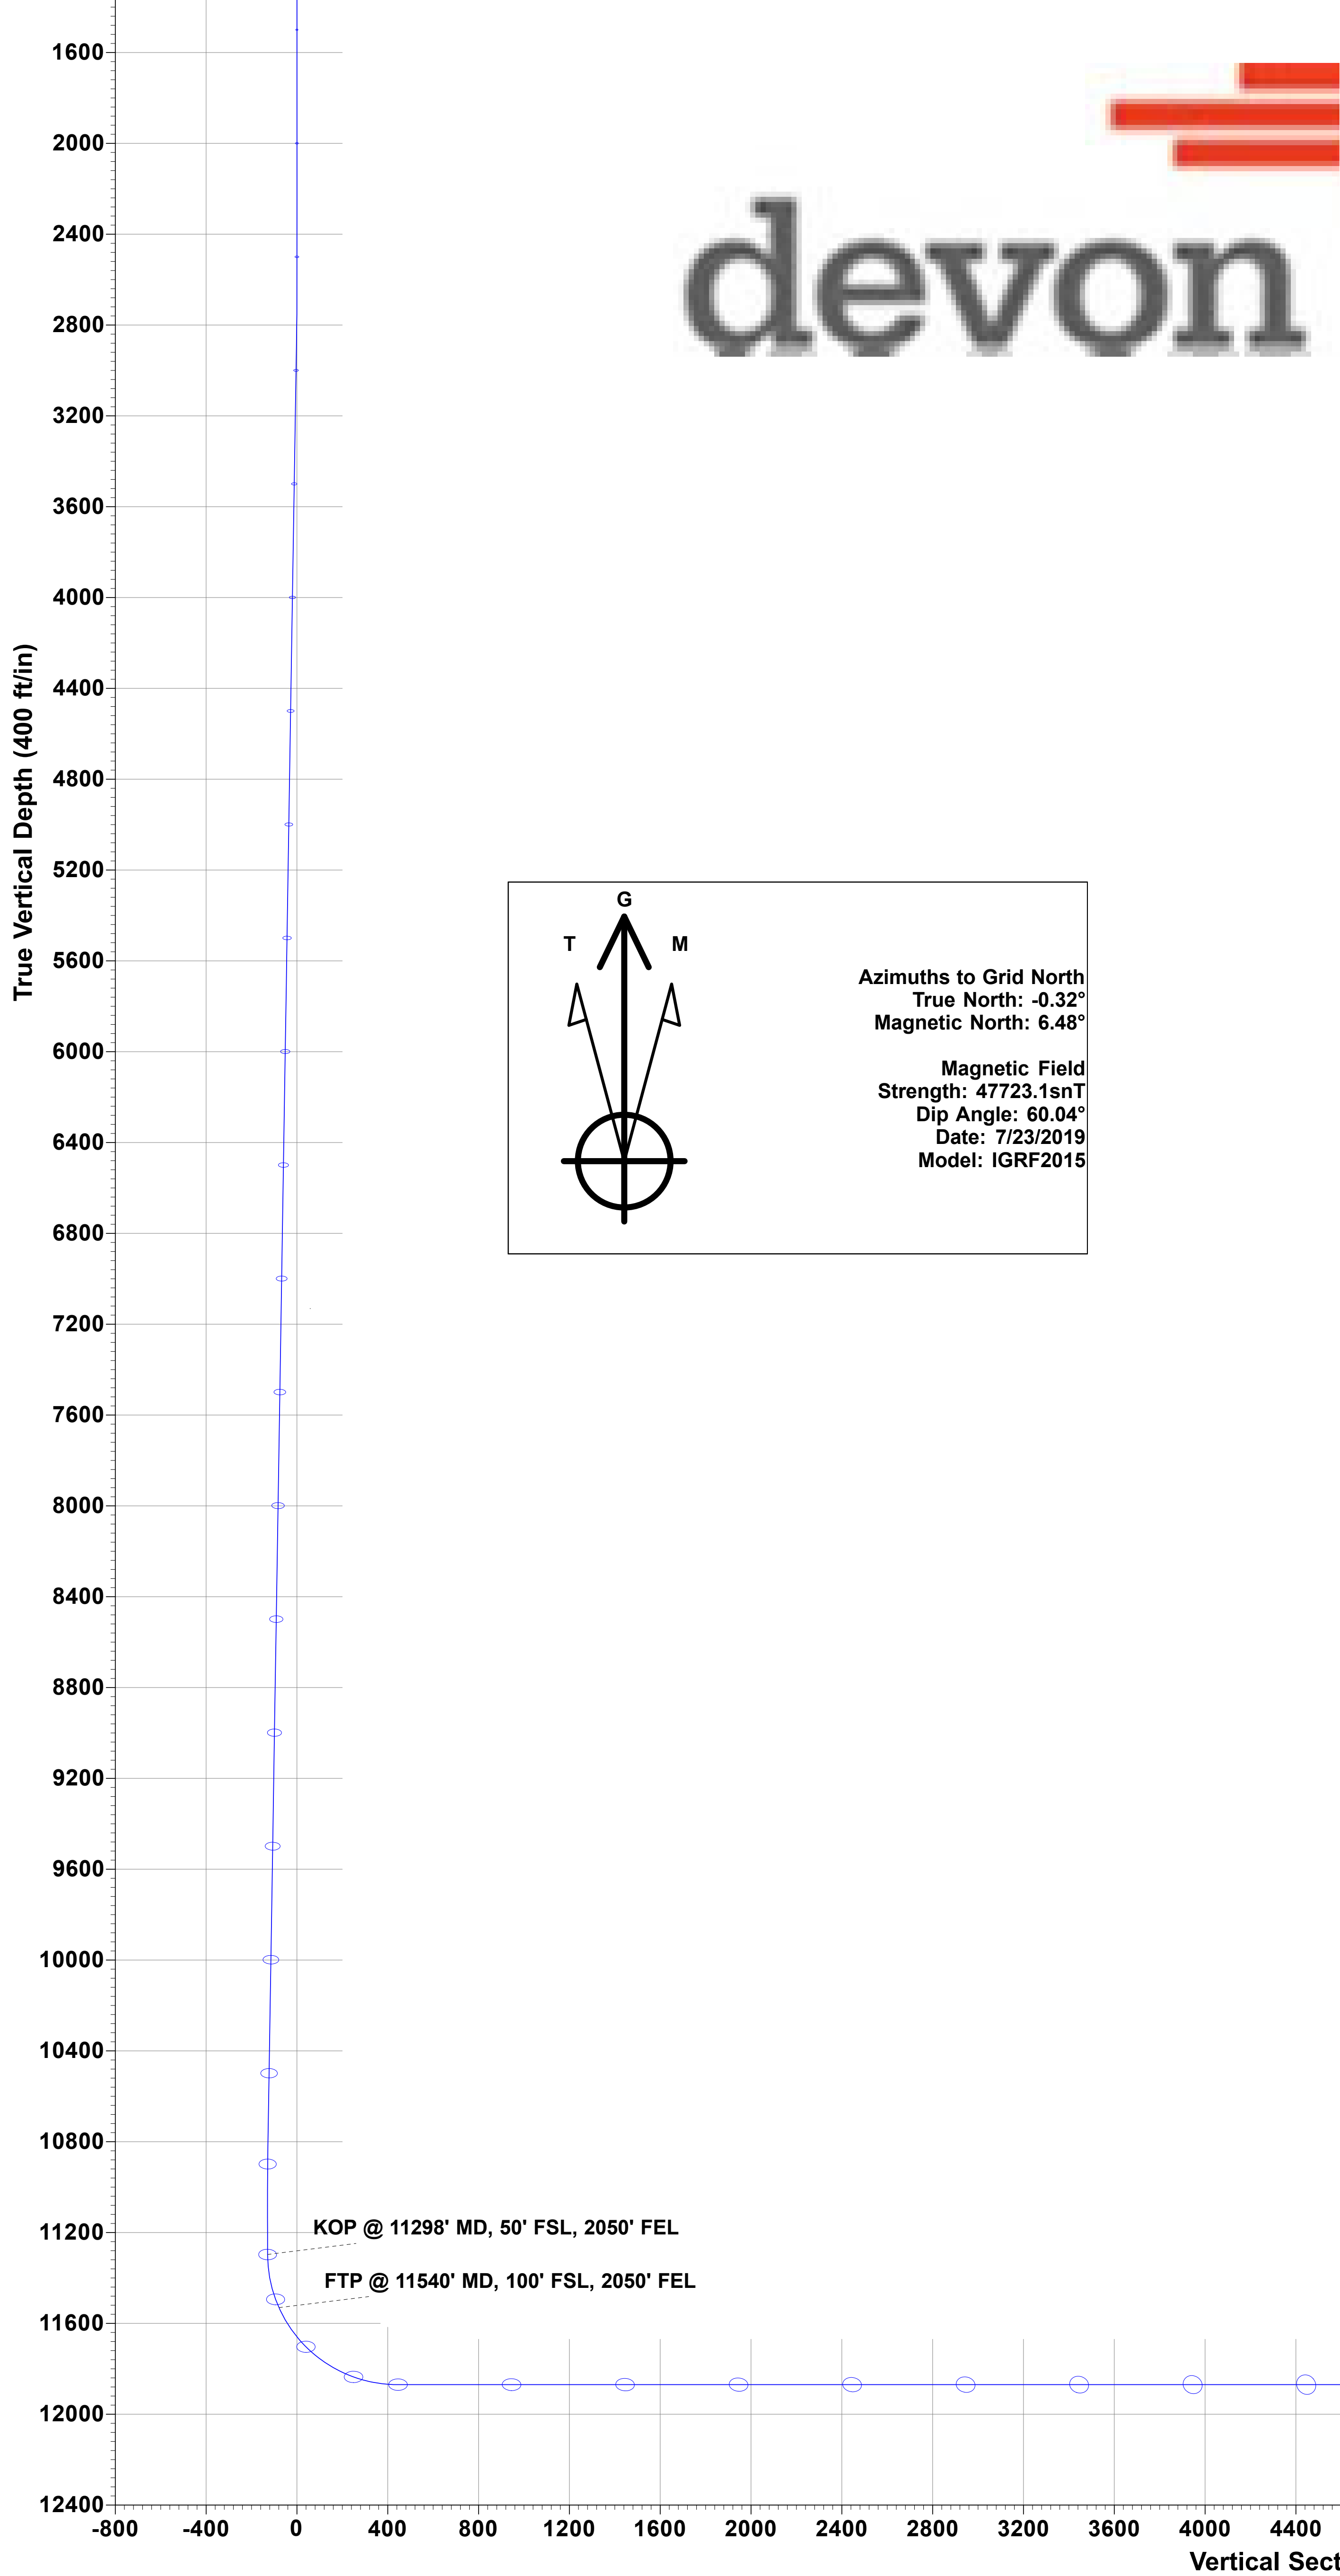 devon
True Vertical Depth (400 ft/in)
1600
2000
2400
2800
3200
3600
4000
4400
4800
5200
5600
6000
6400
6800
7200
7600
8000
8400
8800
9200
9600
10000
10400
10800
11200
11600
12000
12400
G
T M
Azimuths to Grid North
True North: -0.32°
Magnetic North: 6.48°
Magnetic Field
Strength: 47723.1snT
Dip Angle: 60.04°
Date: 7/23/2019
Model: IGRF2015
KOP @ 11298' MD, 50' FSL, 2050' FEL
FTP @ 11540' MD, 100' FSL, 2050' FEL
-800 -400 0 400 800 1200 1600 2000 2400 2800 3200 3600 4000 4400
Vertical Sect